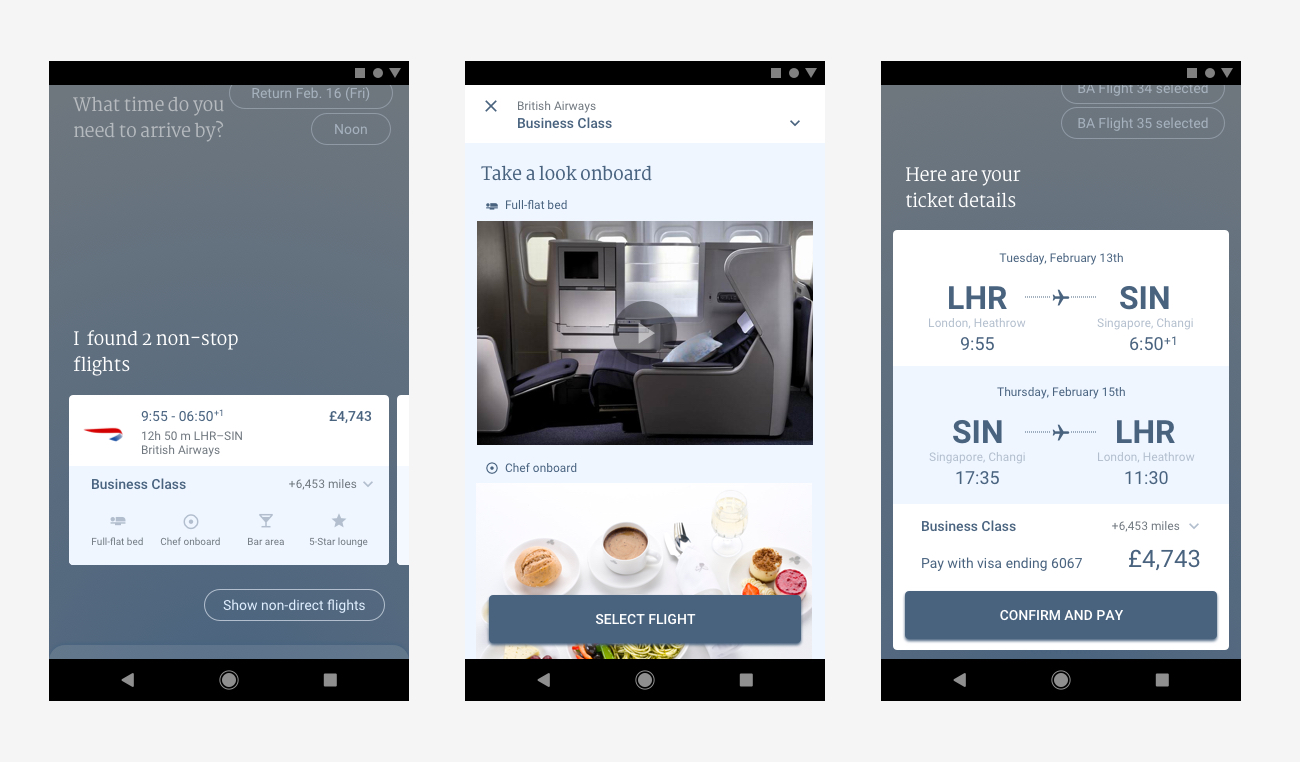 What time do you
need to arrive by?
Return Feb. 16 (Fri)
Noon
I found 2 non-stop
flights
9:55 - 06:50+1
£4,743
12h 50 m LHR–SIN
British Airways
Business Class
+6,453 miles
Full-flat bed
Chef onboard
Bar area
5-Star lounge
Show non-direct flights
British Airways
Business Class
Take a look onboard
Full-flat bed
Chef onboard
SELECT FLIGHT
BA Flight 34 selected
BA Flight 35 selected
Here are your
ticket details
Tuesday, February 13th
LHR
SIN
London, Heathrow
Singapore, Changi
9:55
6:50+1
Thursday, February 15th
SIN
LHR
Singapore, Changi
London, Heathrow
17:35
11:30
Business Class
+6,453 miles
Pay with visa ending 6067
£4,743
CONFIRM AND PAY